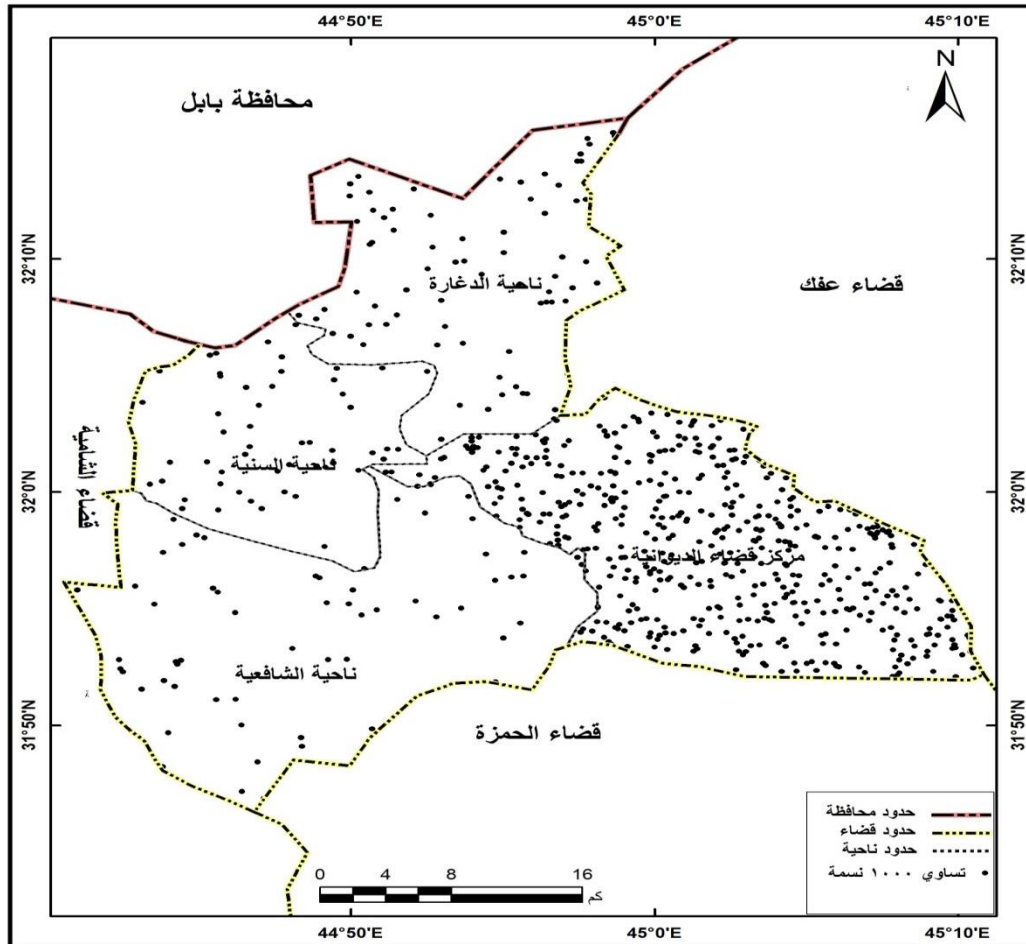 44°50'E 45°0'E 45°10'E
N
محافظة بابل
32°10'N 32°10'N
ناحية الدغارة
قضاء عفك
قضاء الشامية
ناحية السنية
32°0'N 32°0'N
مركز قضاء الديوانية
ناحية الشافعية
31°50'N 31°50'N
قضاء الحمزة
حدود محافظة
حدود قضاء
حدود ناحية
تساوي ١٠٠٠ نسمة
0 4 8 16
كم
44°50'E 45°0'E 45°10'E